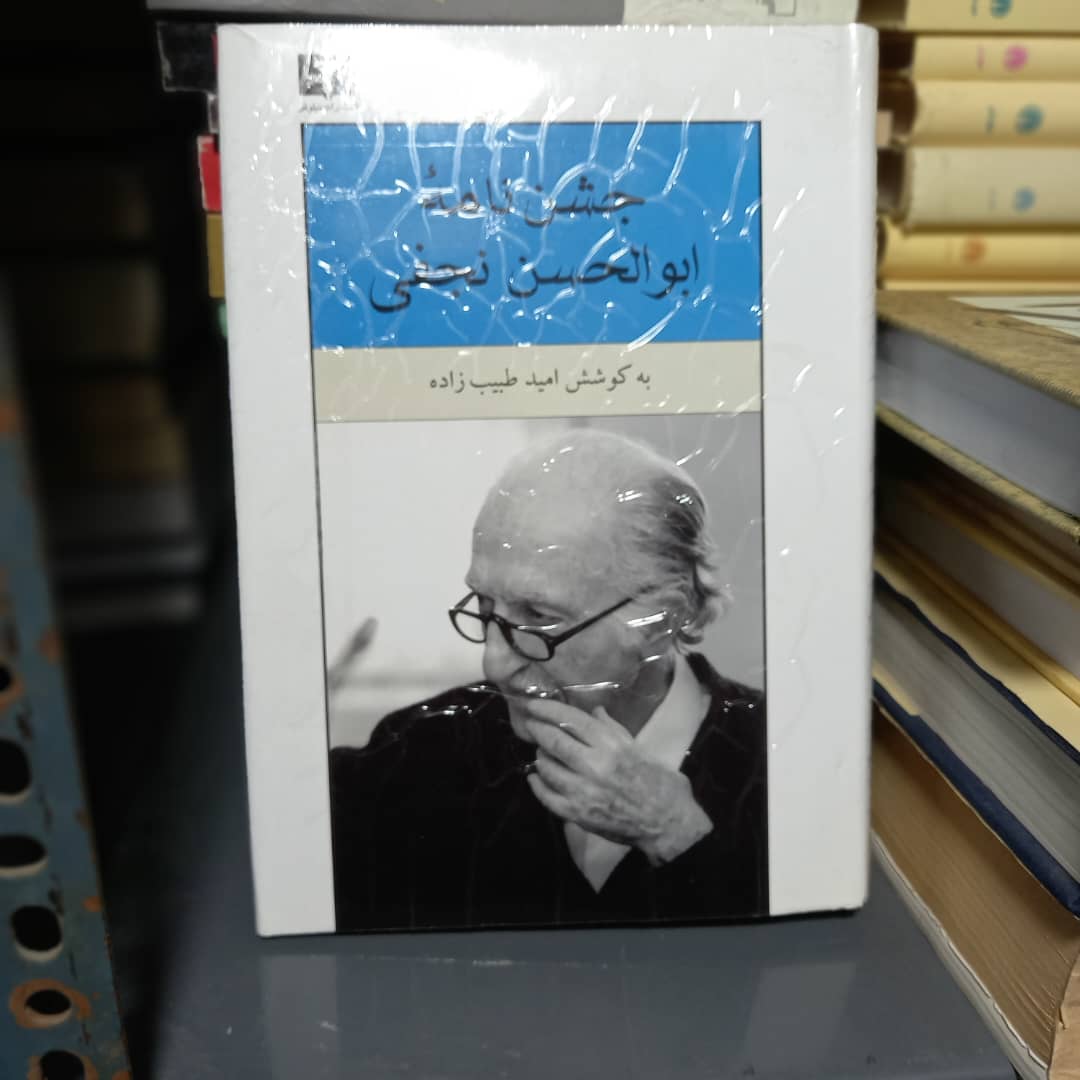 جشن نامهٔ
ابوالحسن نجفی
به کوشش امید طبیب زاده